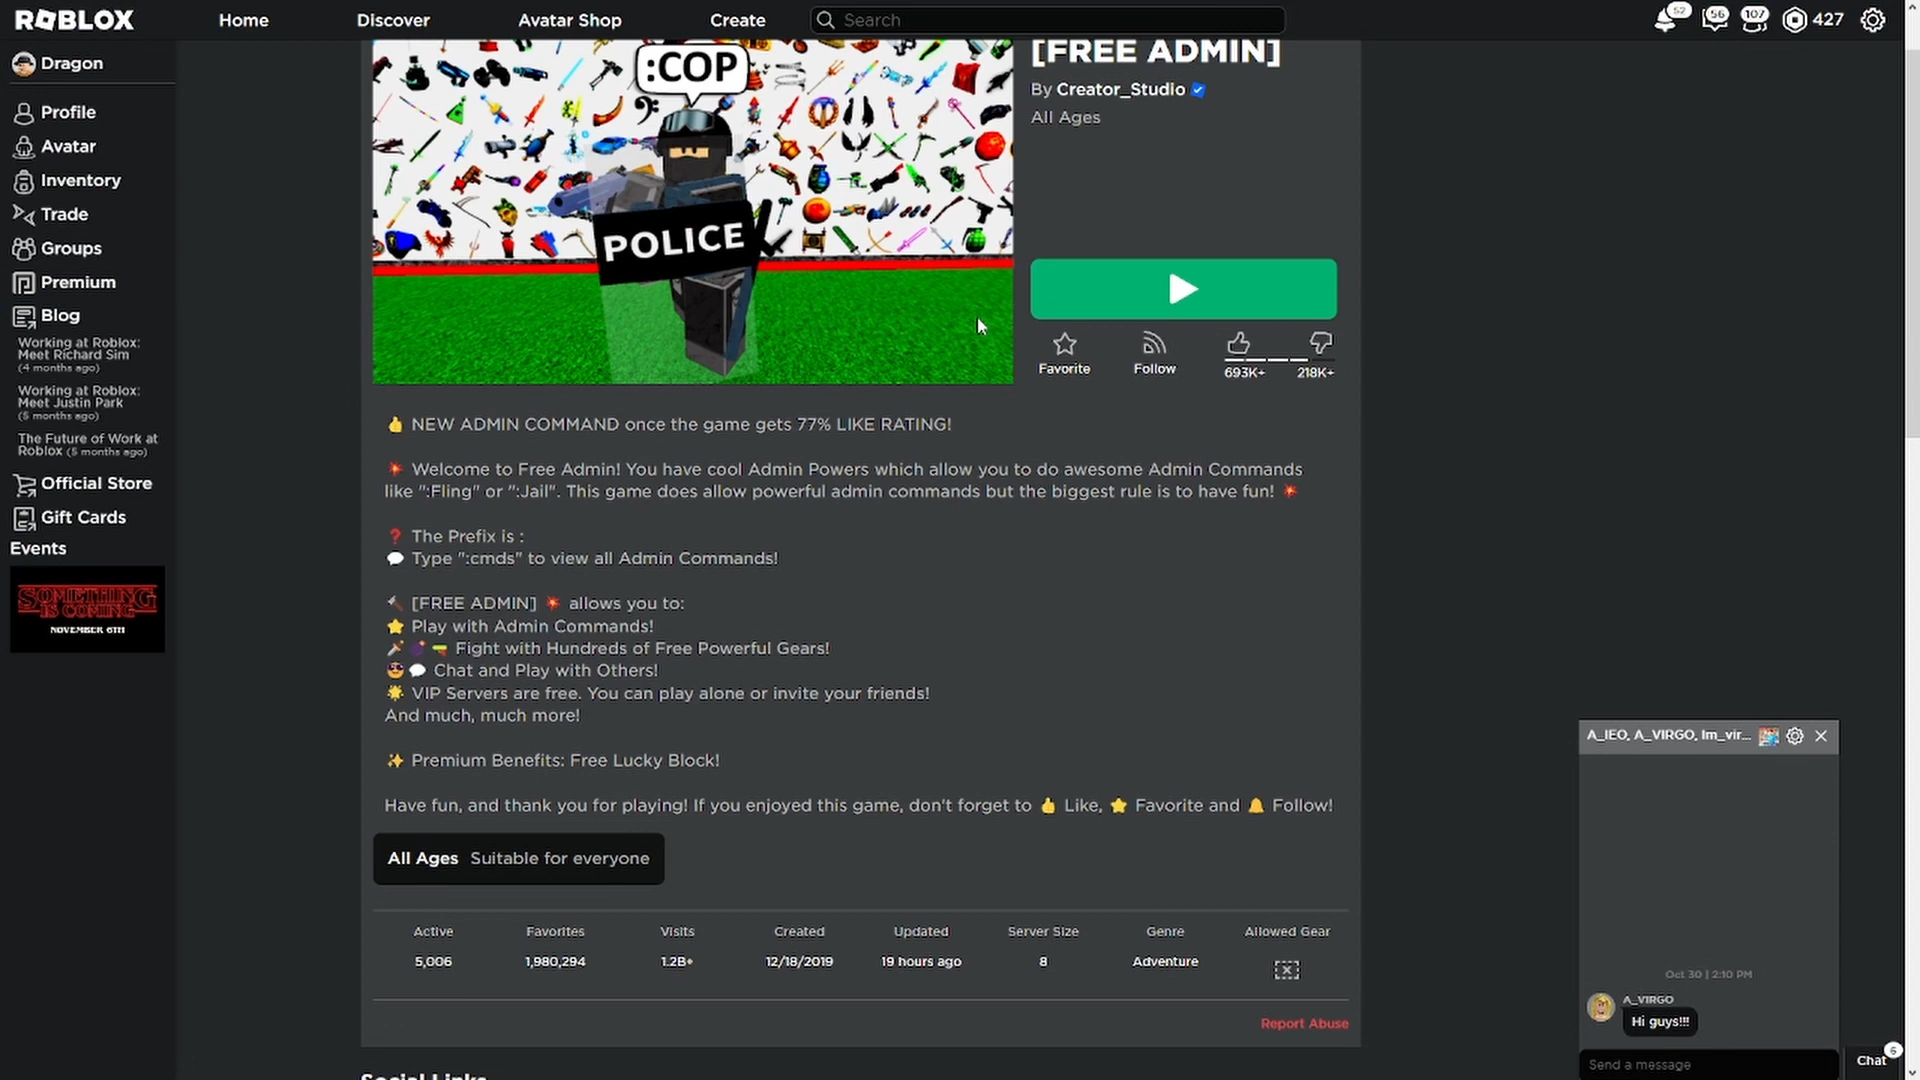 ROBLOX
Home
Discover
Avatar Shop
Create
Search
52
56
107
427
Dragon
Profile
Avatar
Inventory
Trade
Groups
Premium
Blog
Working at Roblox:
Meet Richard Sim
(4 months ago)
Working at Roblox:
Meet Justin Park
(5 months ago)
The Future of Work at
Roblox (5 months ago)
Official Store
Gift Cards
Events
SOMETHING
IS COMING
NOVEMBER 6TH
:COP
POLICE
[FREE ADMIN]
By Creator_Studio
All Ages
Favorite
Follow
693K+
218K+
👍 NEW ADMIN COMMAND once the game gets 77% LIKE RATING!
💥 Welcome to Free Admin! You have cool Admin Powers which allow you to do awesome Admin Commands
like ":Fling" or ":Jail". This game does allow powerful admin commands but the biggest rule is to have fun! 💥
❓ The Prefix is :
💬 Type ":cmds" to view all Admin Commands!
🔨 [FREE ADMIN] 💥 allows you to:
⭐ Play with Admin Commands!
🗡️💣🔫 Fight with Hundreds of Free Powerful Gears!
😎💬 Chat and Play with Others!
🌟 VIP Servers are free. You can play alone or invite your friends!
And much, much more!
✨ Premium Benefits: Free Lucky Block!
Have fun, and thank you for playing! If you enjoyed this game, don't forget to 👍 Like, ⭐ Favorite and 🔔 Follow!
All Ages Suitable for everyone
Active Favorites Visits Created Updated Server Size Genre Allowed Gear
5,006 1,980,294 1.2B+ 12/18/2019 19 hours ago 8 Adventure
Report Abuse
Social Links
A_IEO, A_VIRGO, Im_vir...
Oct 30 | 2:10 PM
A_VIRGO
Hi guys!!!
Send a message
Chat
6